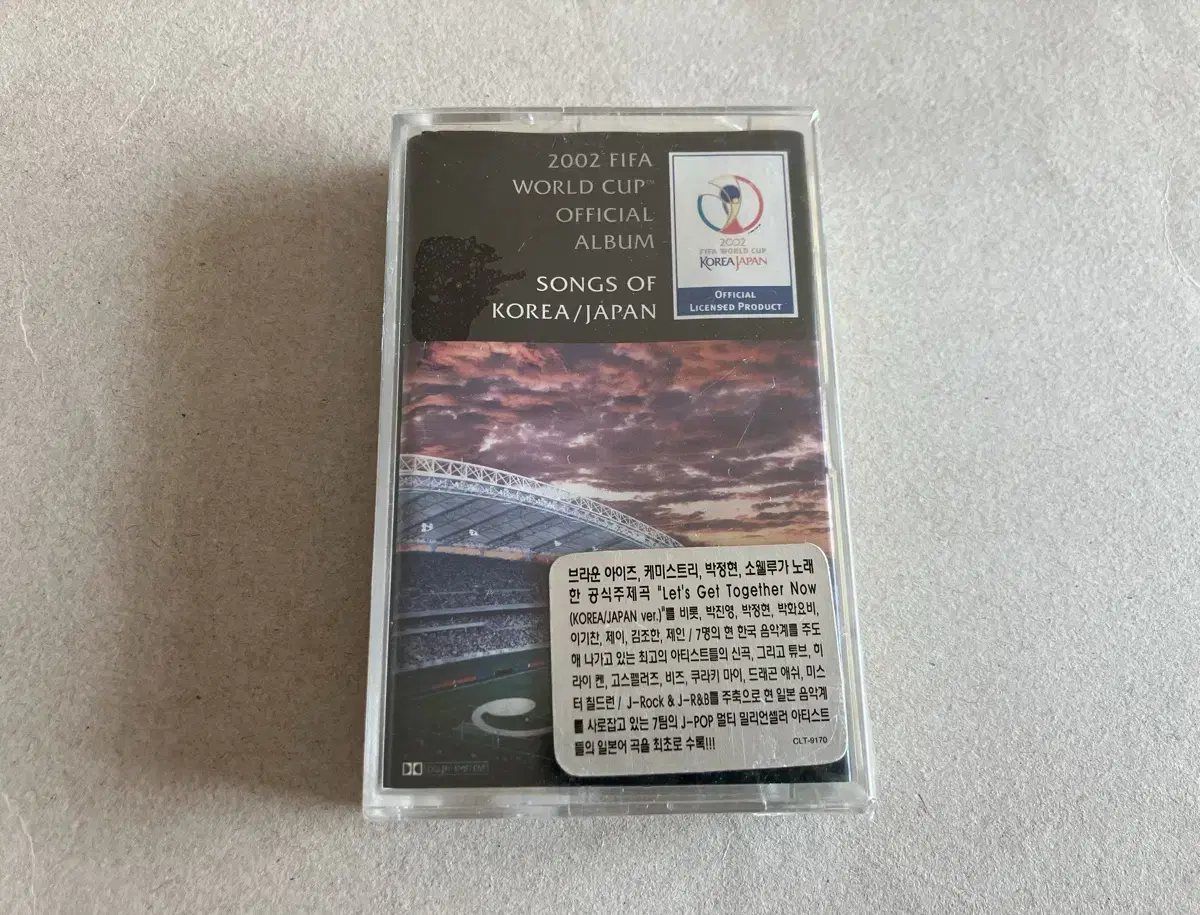 2002 FIFA
WORLD CUP™
OFFICIAL
ALBUM
SONGS OF
KOREA/JAPAN
2002
FIFA WORLD CUP
KOREAJAPAN
OFFICIAL
LICENSED PRODUCT
브라운 아이즈, 케미스트리, 박정현, 소웰루가 노래
한 공식주제곡 "Let's Get Together Now
(KOREA/JAPAN ver.)"를 비롯, 박진영, 박정현, 박화요비,
이기찬, 제이, 김조한, 제인 / 7명의 현 한국 음악계를 주도
해 나가고 있는 최고의 아티스트들의 신곡, 그리고 튜브, 히
라이 켄, 고스펠러즈, 비즈, 쿠라키 마이, 드래곤 애쉬, 미스
터 칠드런 / J-Rock & J-R&B를 주축으로 현 일본 음악계
를 사로잡고 있는 7팀의 J-POP 멀티 밀리언셀러 아티스트
들의 일본어 곡을 최초로 수록!!!
CLT-9170
DOLBY SYSTEM